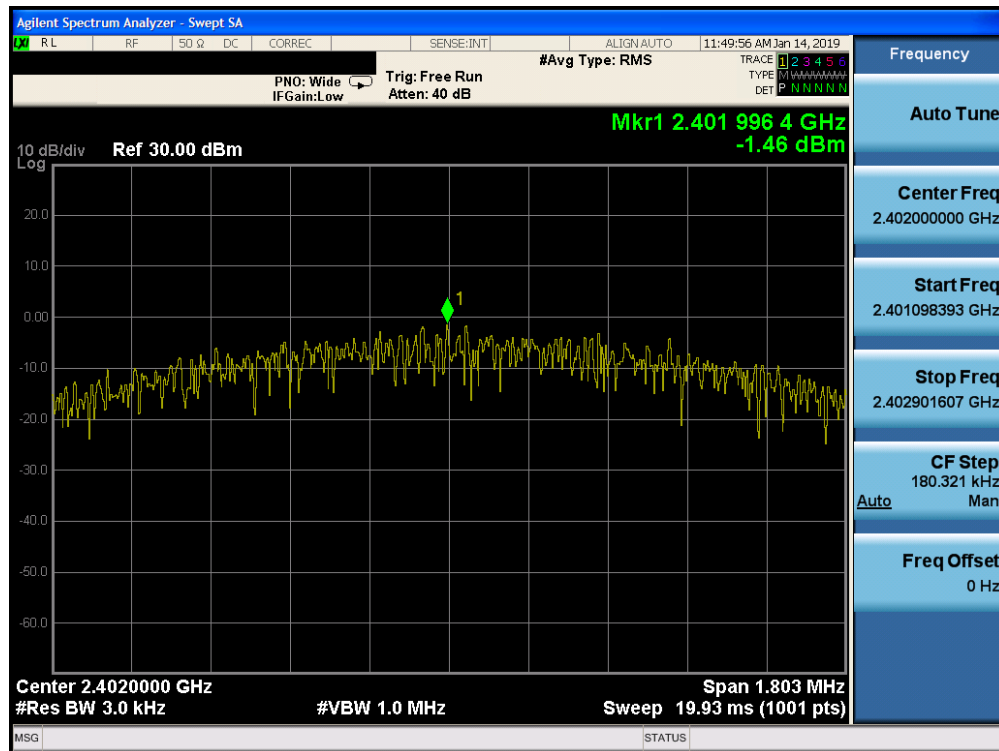 Agilent Spectrum Analyzer - Swept SA
LXI RL RF 50 Ω DC CORREC SENSE:INT ALIGN AUTO 11:49:56 AM Jan 14, 2019
#Avg Type: RMS TRACE 1 2 3 4 5 6
PNO: Wide Trig: Free Run TYPE M WWWWW
IFGain:Low Atten: 40 dB DET P N N N N N
Mkr1 2.401 996 4 GHz
-1.46 dBm
10 dB/div Ref 30.00 dBm
Log
20.0
10.0
0.00
-10.0
-20.0
-30.0
-40.0
-50.0
-60.0
1
Center 2.4020000 GHz Span 1.803 MHz
#Res BW 3.0 kHz #VBW 1.0 MHz Sweep 19.93 ms (1001 pts)
MSG STATUS
Frequency
Auto Tune
Center Freq
2.402000000 GHz
Start Freq
2.401098393 GHz
Stop Freq
2.402901607 GHz
CF Step
180.321 kHz
Auto Man
Freq Offset
0 Hz